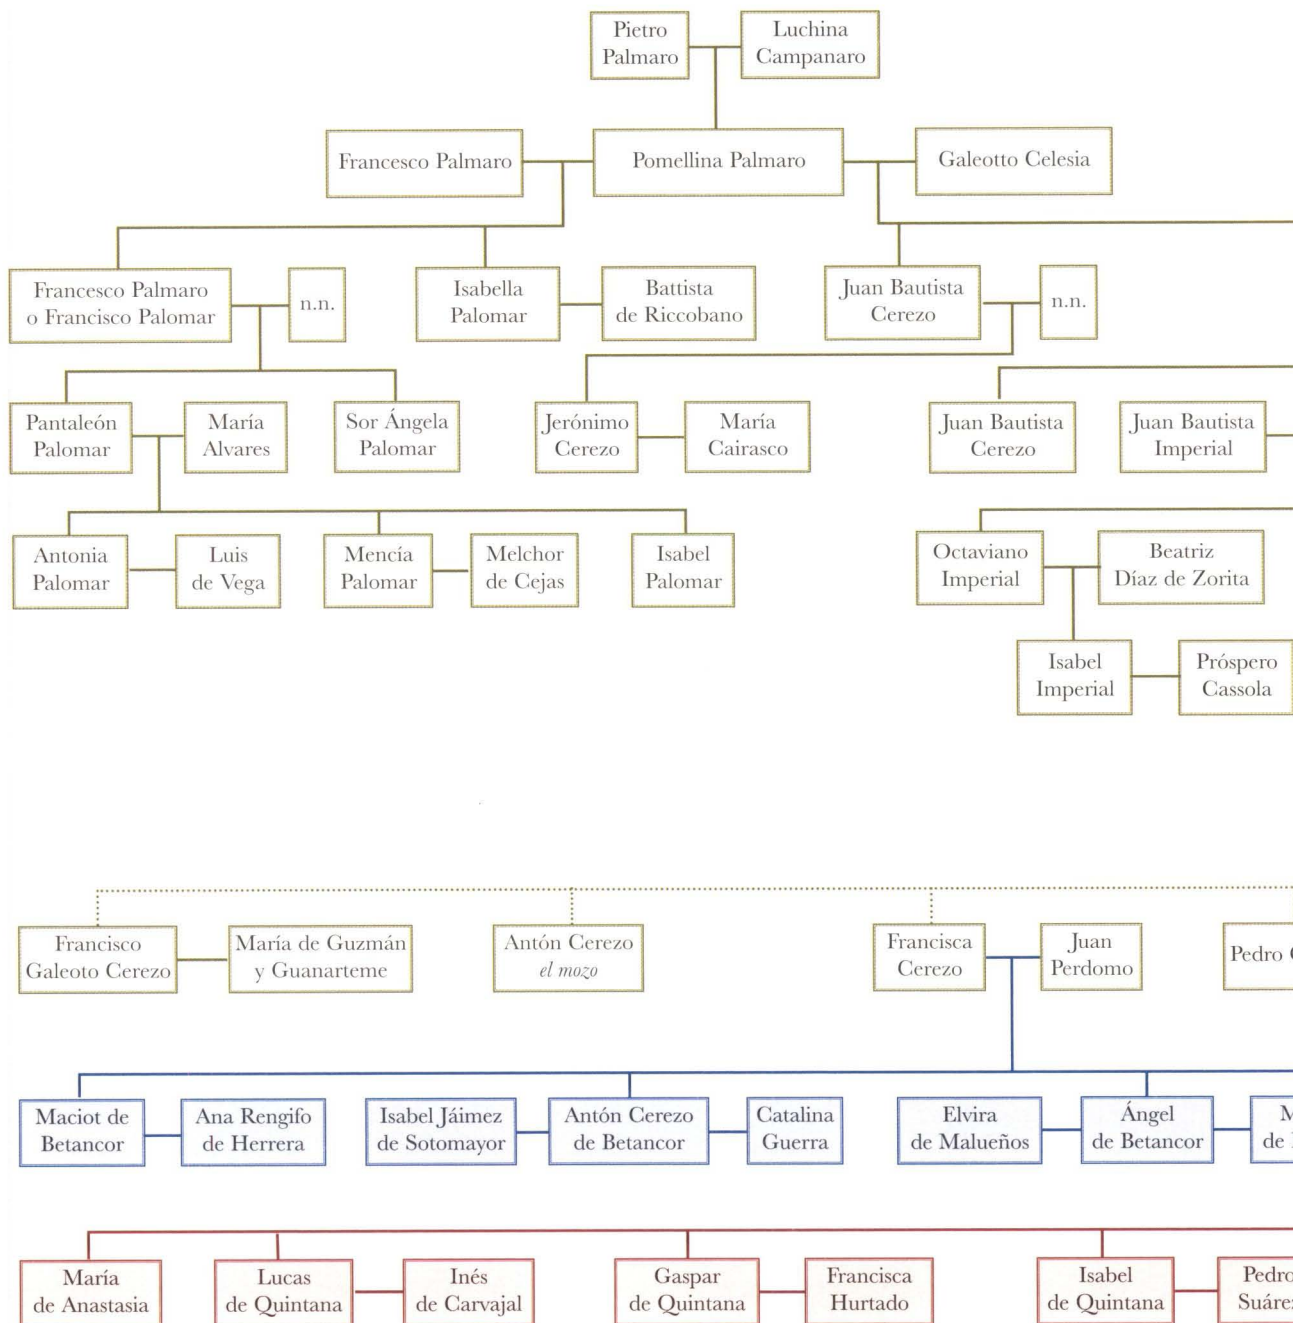 Pietro
Palmaro
Luchina
Campanaro
Francesco Palmaro
Pomellina Palmaro
Galeotto Celesia
Francesco Palmaro
o Francisco Palomar
n.n.
Isabella
Palomar
Battista
de Riccobano
Juan Bautista
Cerezo
n.n.
Pantaleón
Palomar
María
Alvares
Sor Ángela
Palomar
Jerónimo
Cerezo
María
Cairasco
Juan Bautista
Cerezo
Juan Bautista
Imperial
Antonia
Palomar
Luis
de Vega
Mencía
Palomar
Melchor
de Cejas
Isabel
Palomar
Octaviano
Imperial
Beatriz
Díaz de Zorita
Isabel
Imperial
Próspero
Cassola
Francisco
Galeoto Cerezo
María de Guzmán
y Guanarteme
Antón Cerezo
el mozo
Francisca
Cerezo
Juan
Perdomo
Pedro
Maciot de
Betancor
Ana Rengifo
de Herrera
Isabel Jáimez
de Sotomayor
Antón Cerezo
de Betancor
Catalina
Guerra
Elvira
de Malueños
Ángel
de Betancor
de
María
de Anastasia
Lucas
de Quintana
Inés
de Carvajal
Gaspar
de Quintana
Francisca
Hurtado
Isabel
de Quintana
Pedro
Suáre